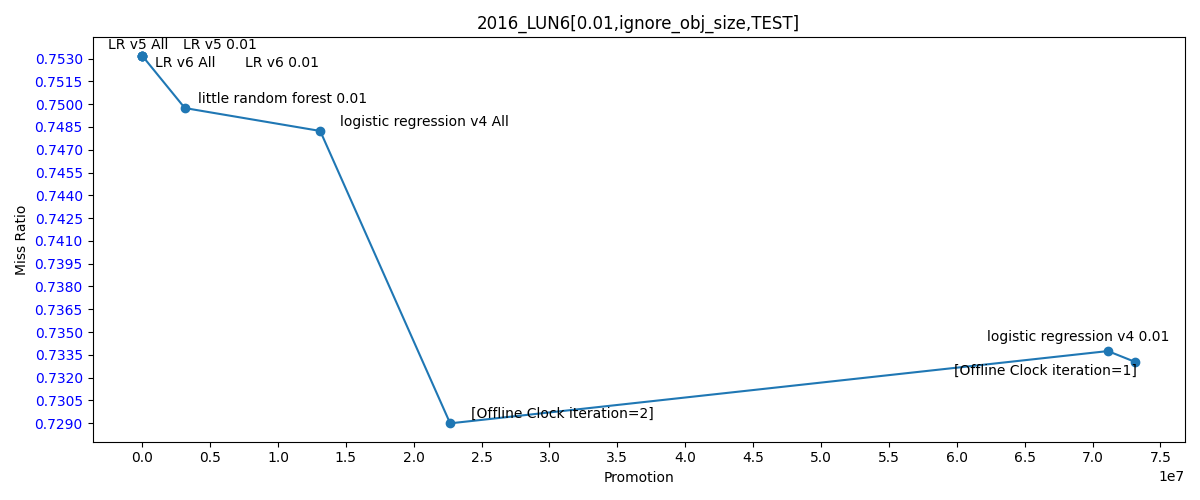 2016_LUN6[0.01,ignore_obj_size,TEST]
LR v5 All LR v5 0.01
LR v6 All LR v6 0.01
little random forest 0.01
logistic regression v4 All
logistic regression v4 0.01
[Offline Clock iteration=1]
[Offline Clock iteration=2]
Miss Ratio
0.7530
0.7515
0.7500
0.7485
0.7470
0.7455
0.7440
0.7425
0.7410
0.7395
0.7380
0.7365
0.7350
0.7335
0.7320
0.7305
0.7290
0.0 0.5 1.0 1.5 2.0 2.5 3.0 3.5 4.0 4.5 5.0 5.5 6.0 6.5 7.0 7.5
1e7
Promotion